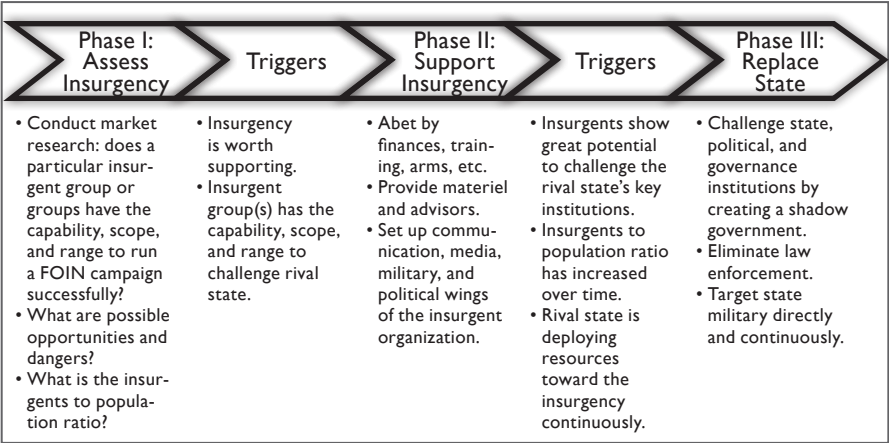 Phase I:
Assess
Insurgency
Triggers
Phase II:
Support
Insurgency
Triggers
Phase III:
Replace
State
• Conduct market
research: does a
particular insur-
gent group or
groups have the
capability, scope,
and range to run
a FOIN campaign
successfully?
• What are possible
opportunities and
dangers?
• What is the insur-
gents to popula-
tion ratio?
• Insurgency
is worth
supporting.
• Insurgent
group(s) has the
capability, scope,
and range to
challenge rival
state.
• Abet by
finances, train-
ing, arms, etc.
• Provide materiel
and advisors.
• Set up commu-
nication, media,
military, and
political wings
of the insurgent
organization.
• Insurgents show
great potential
to challenge the
rival state’s key
institutions.
• Insurgents to
population ratio
has increased
over time.
• Rival state is
deploying
resources
toward the
insurgency
continuously.
• Challenge state,
political, and
governance
institutions by
creating a shadow
government.
• Eliminate law
enforcement.
• Target state
military directly
and continuously.